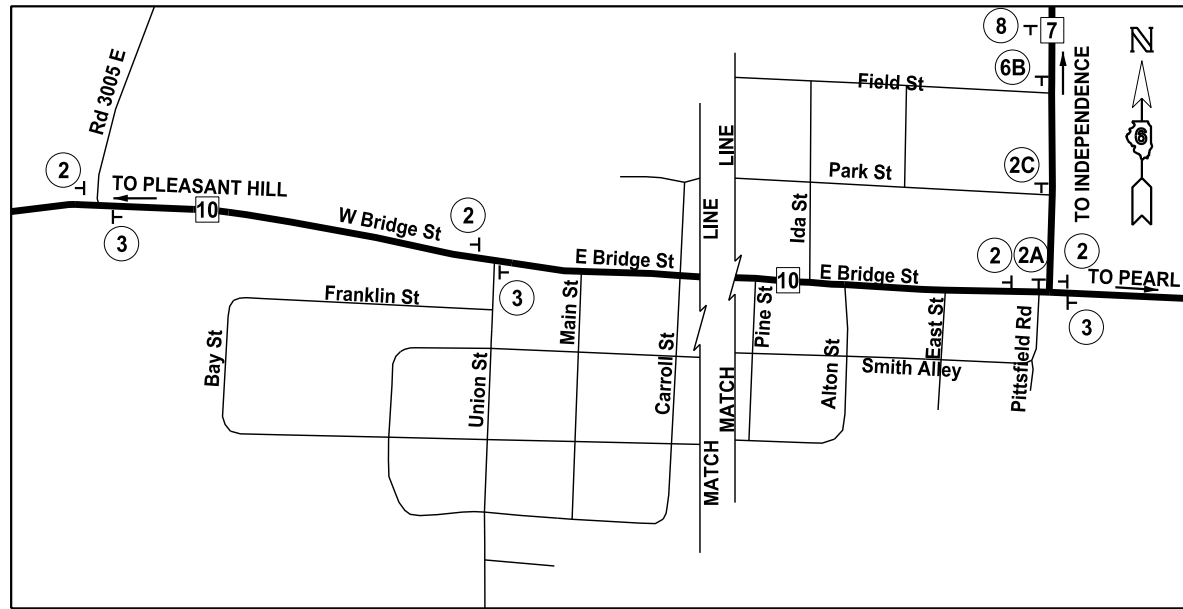 8
7
N
6B
Field St
Rd 3005 E
LINE
TO INDEPENDENCE
6
2
TO PLEASANT HILL
10
3
W Bridge St
2
3
E Bridge St
LINE
Ida St
Park St
2C
10
E Bridge St
2
2A
2
TO PEARL
3
Franklin St
Bay St
Union St
Main St
Carroll St
MATCH
MATCH
Pine St
Alton St
Smith Alley
East St
Pittsfield Rd